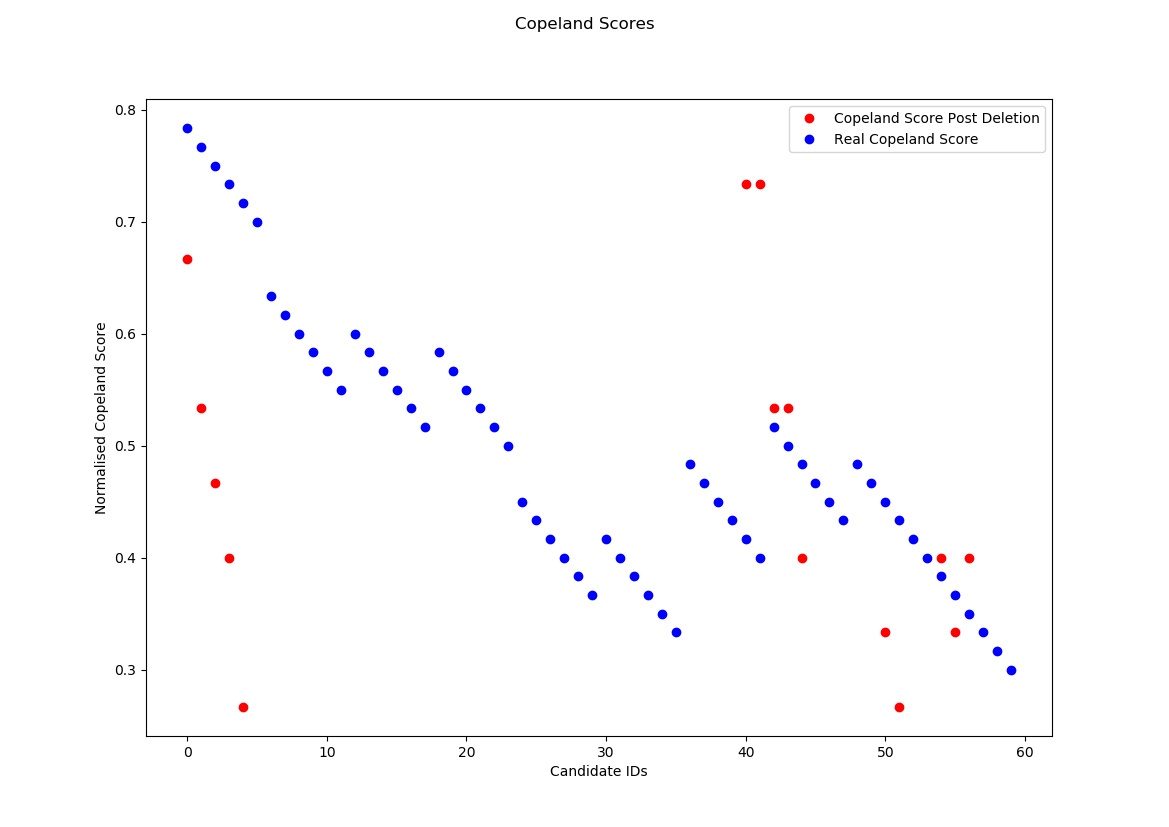 Copeland Scores
Copeland Score Post Deletion
Real Copeland Score
Normalised Copeland Score
0.8
0.7
0.6
0.5
0.4
0.3
0 10 20 30 40 50 60
Candidate IDs